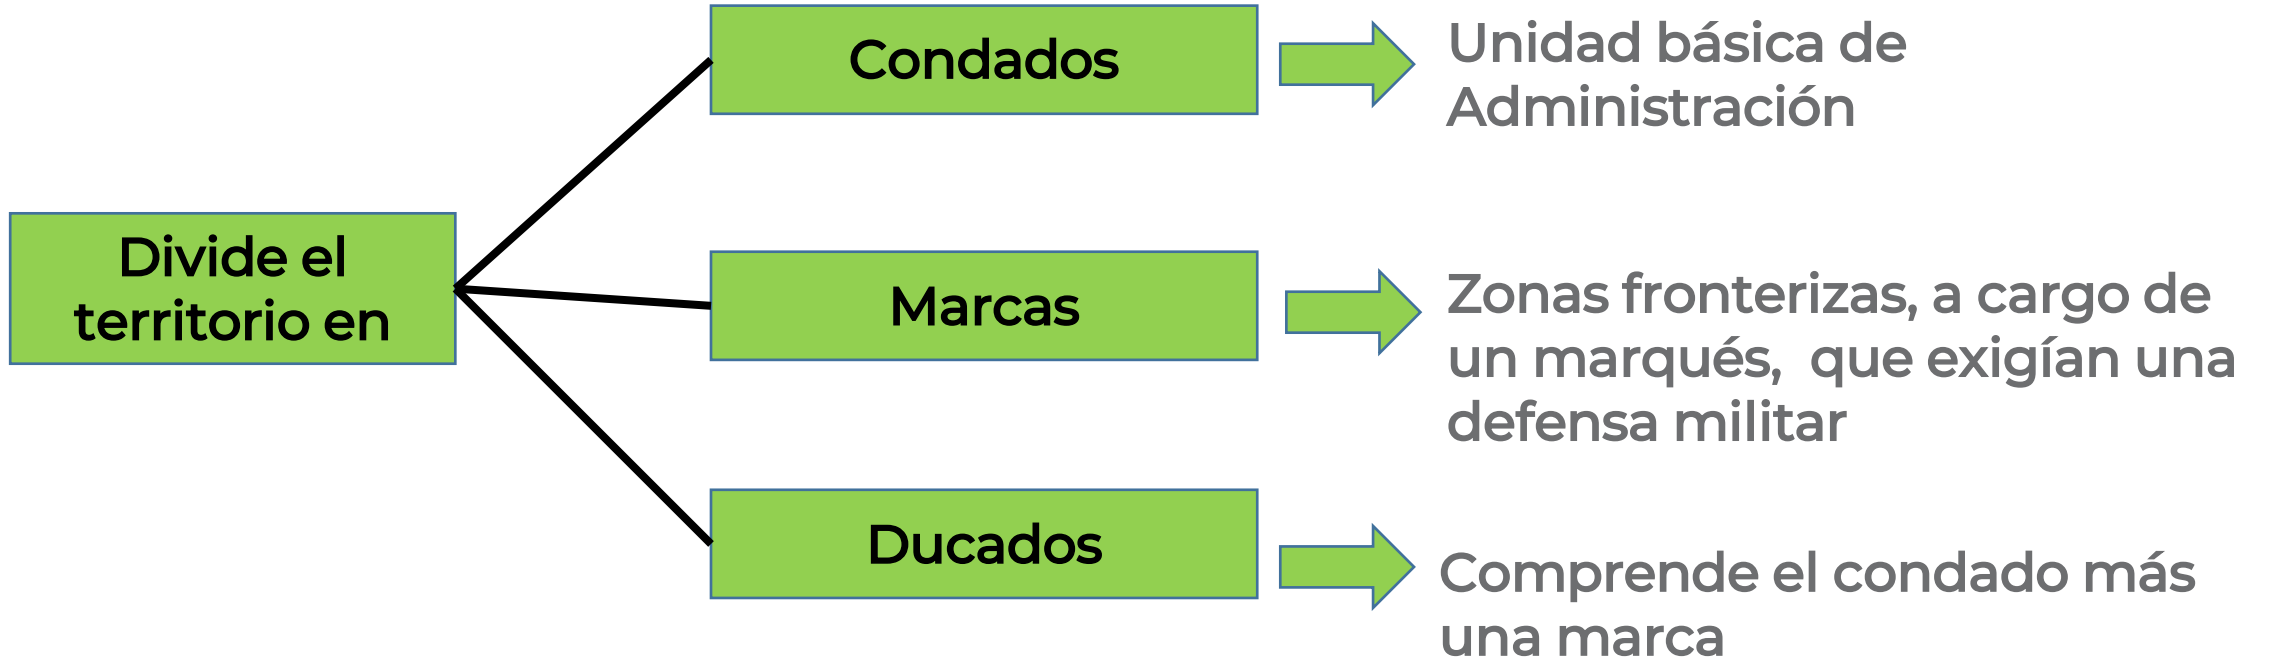 Divide el
territorio en
Condados
Unidad básica de
Administración
Marcas
Zonas fronterizas, a cargo de
un marqués,  que exigían una
defensa militar
Ducados
Comprende el condado más
una marca